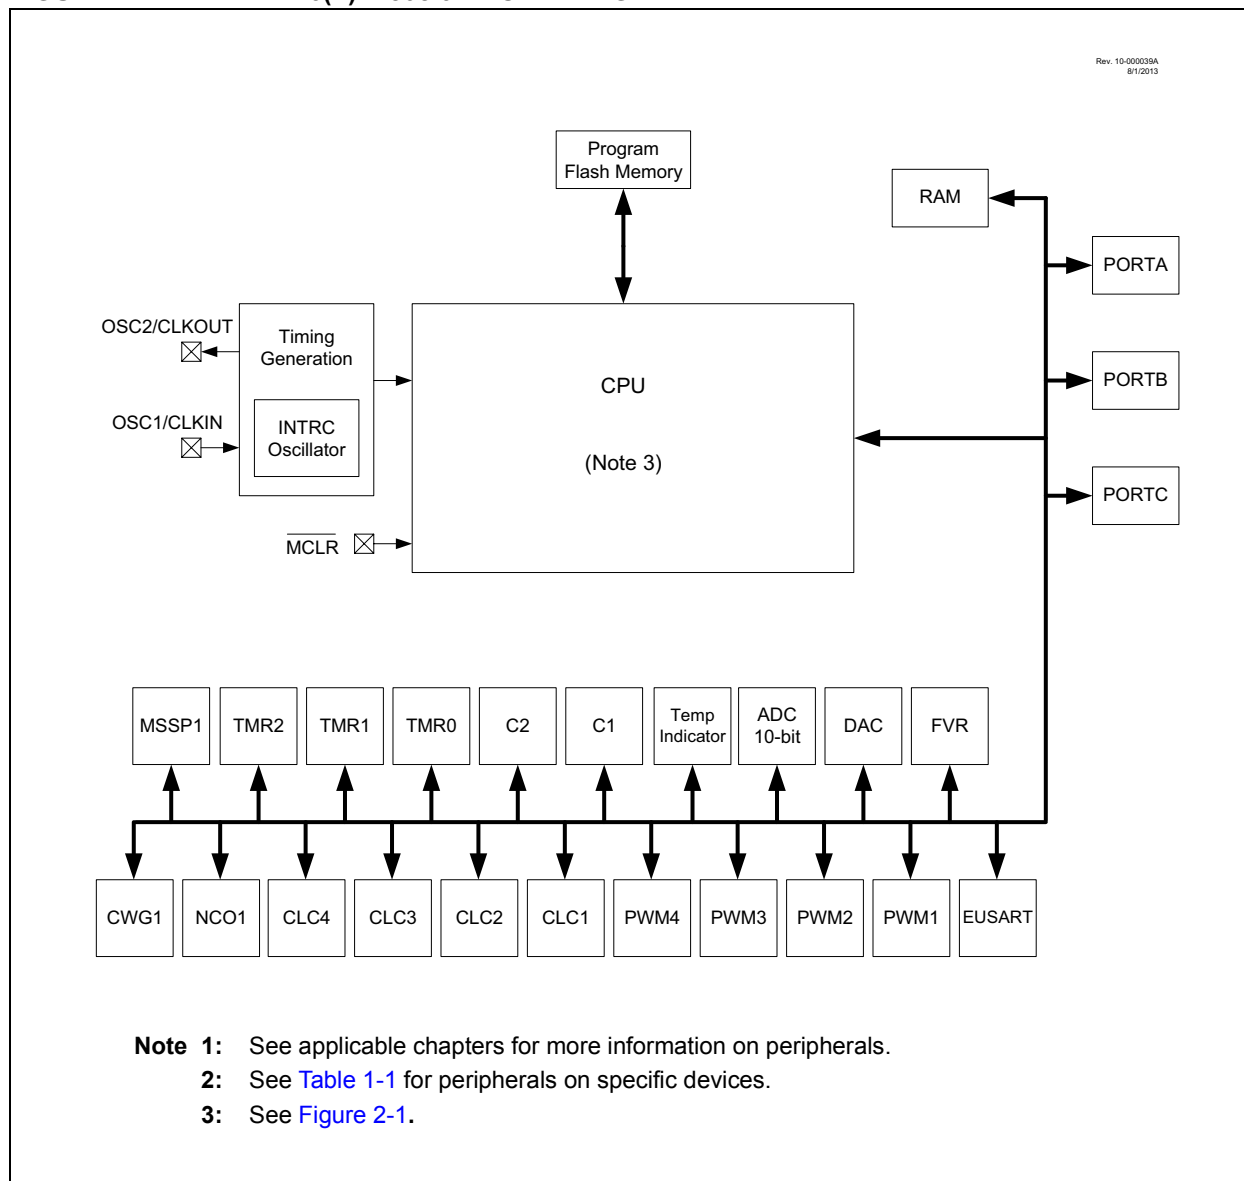 Rev. 10-000039A
8/1/2013
Program
Flash Memory
RAM
PORTA
OSC2/CLKOUT
Timing
Generation
CPU
PORTB
OSC1/CLKIN
INTRC
Oscillator
(Note 3)
PORTC
MCLR
MSSP1
TMR2
TMR1
TMR0
C2
C1
Temp
Indicator
ADC
10-bit
DAC
FVR
CWG1
NCO1
CLC4
CLC3
CLC2
CLC1
PWM4
PWM3
PWM2
PWM1
EUSART
Note 1: See applicable chapters for more information on peripherals.
2: See Table 1-1 for peripherals on specific devices.
3: See Figure 2-1.